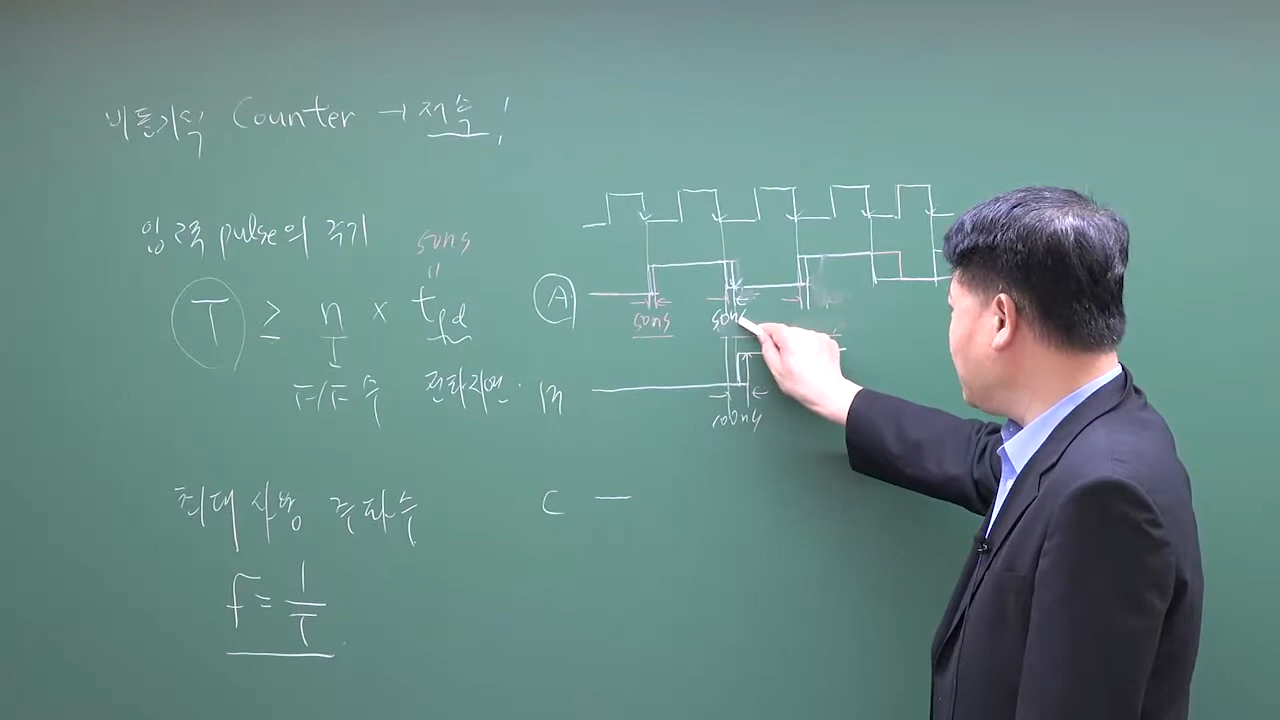 비동기식 Counter → 저속!
입력 pulse의 주기
50ns
"
T ≥ n × tpd
F/F 수 전파지연.
최대 사용 주파수
f = 1/T
A
50ns 50ns
B
100ns
C